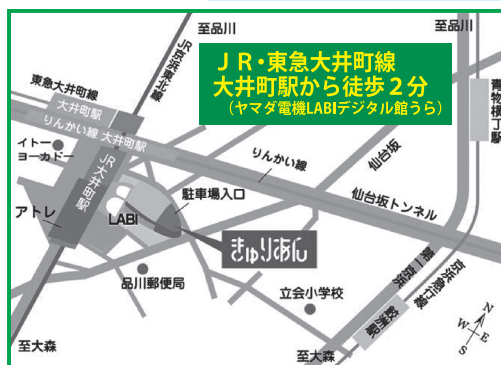 至品川
至品川
JR京浜東北線
JR・東急大井町線
大井町駅から徒歩2分
（ヤマダ電機LABIデジタル館うら）
東急大井町線
大井町駅
りんかい線 大井町駅
青物横丁駅
イトーヨーカドー
JR大井町駅
仙台坂
りんかい線
駐車場入口
仙台坂トンネル
アトレ
LABI
きゅりあん
品川郵便局
立会小学校
第一京浜
京浜急行線
鮫洲駅
至大森
至大森
N
W
E
S